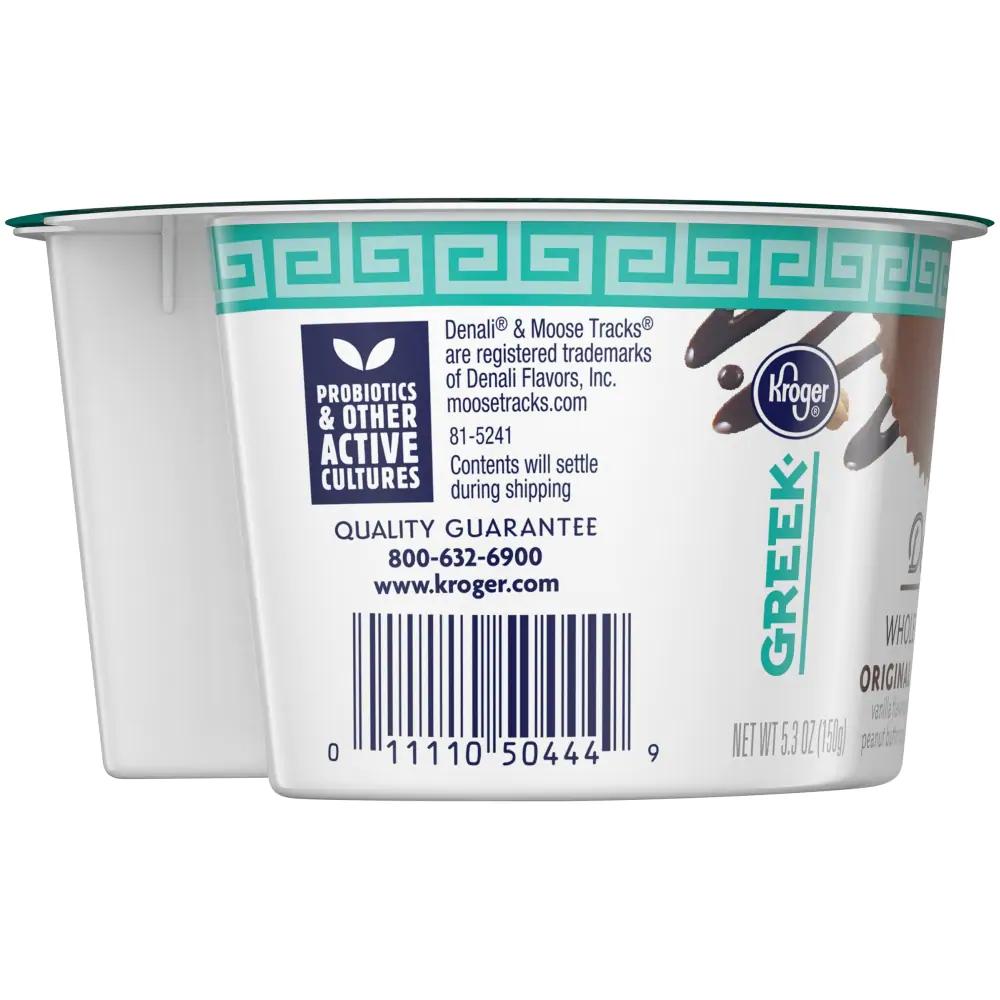 PROBIOTICS
& OTHER
ACTIVE
CULTURES
Denali® & Moose Tracks®
are registered trademarks
of Denali Flavors, Inc.
moosetracks.com
81-5241
Contents will settle
during shipping
QUALITY GUARANTEE
800-632-6900
www.kroger.com
0 11110 50444 9
Kroger®
GREEK
NET WT 5.3 OZ (150g)
vanilla
peanut